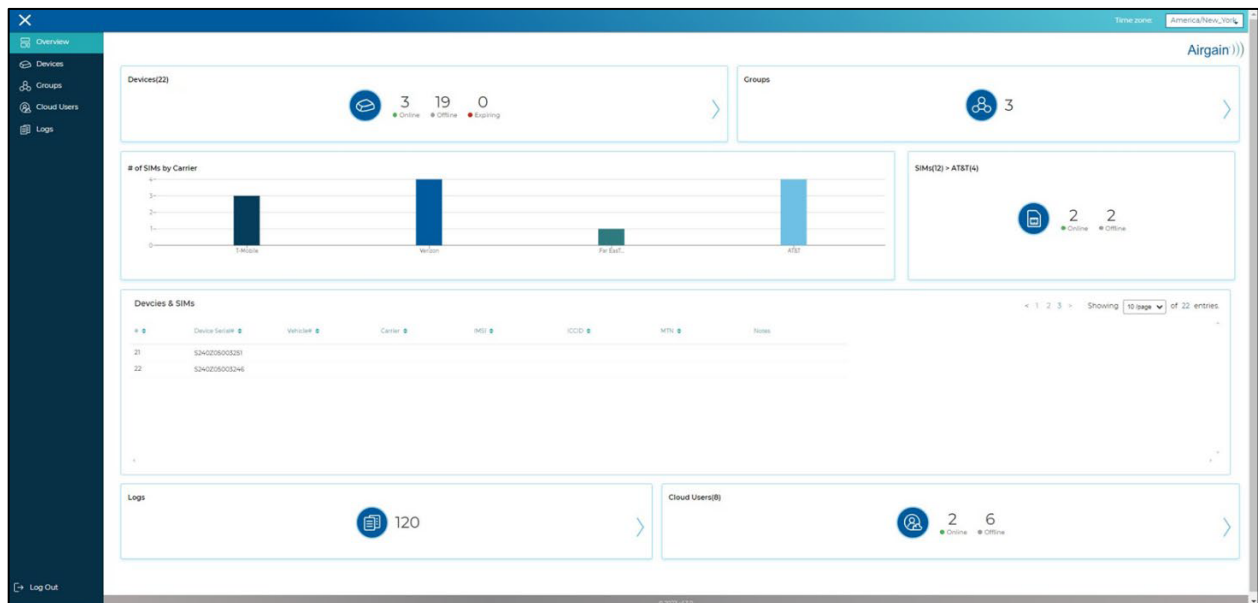 Time zone: America/New_York
Overview
Devices
Groups
Cloud Users
Logs
Log Out
Airgain
Devices(22)
3 19 0
Online Offline Expiring
Groups
3
# of SIMs by Carrier
4
3
2
1
0
T-Mobile Verizon Far EasT... AT&T
SIMs(12) > AT&T(4)
2 2
Online Offline
Devcies & SIMs
< 1 2 3 > Showing 10 /page of 22 entries.
# Device Serial# Vehicle# Carrier IMSI ICCID MTN Notes
21 S240Z05003251
22 S240Z05003246
Logs
120
Cloud Users(8)
2 6
Online Offline